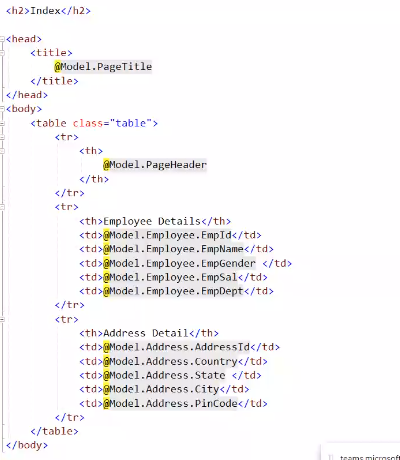 <h2>Index</h2>
<head>
<title>
@Model.PageTitle
</title>
</head>
<body>
<table class="table">
<tr>
<th>
@Model.PageHeader
</th>
</tr>
<tr>
<th>Employee Details</th>
<td>@Model.Employee.EmpId</td>
<td>@Model.Employee.EmpName</td>
<td>@Model.Employee.EmpGender </td>
<td>@Model.Employee.EmpSal</td>
<td>@Model.Employee.EmpDept</td>
</tr>
<tr>
<th>Address Detail</th>
<td>@Model.Address.AddressId</td>
<td>@Model.Address.Country</td>
<td>@Model.Address.State </td>
<td>@Model.Address.City</td>
<td>@Model.Address.PinCode</td>
</tr>
</table>
</body>
teams.microsoft